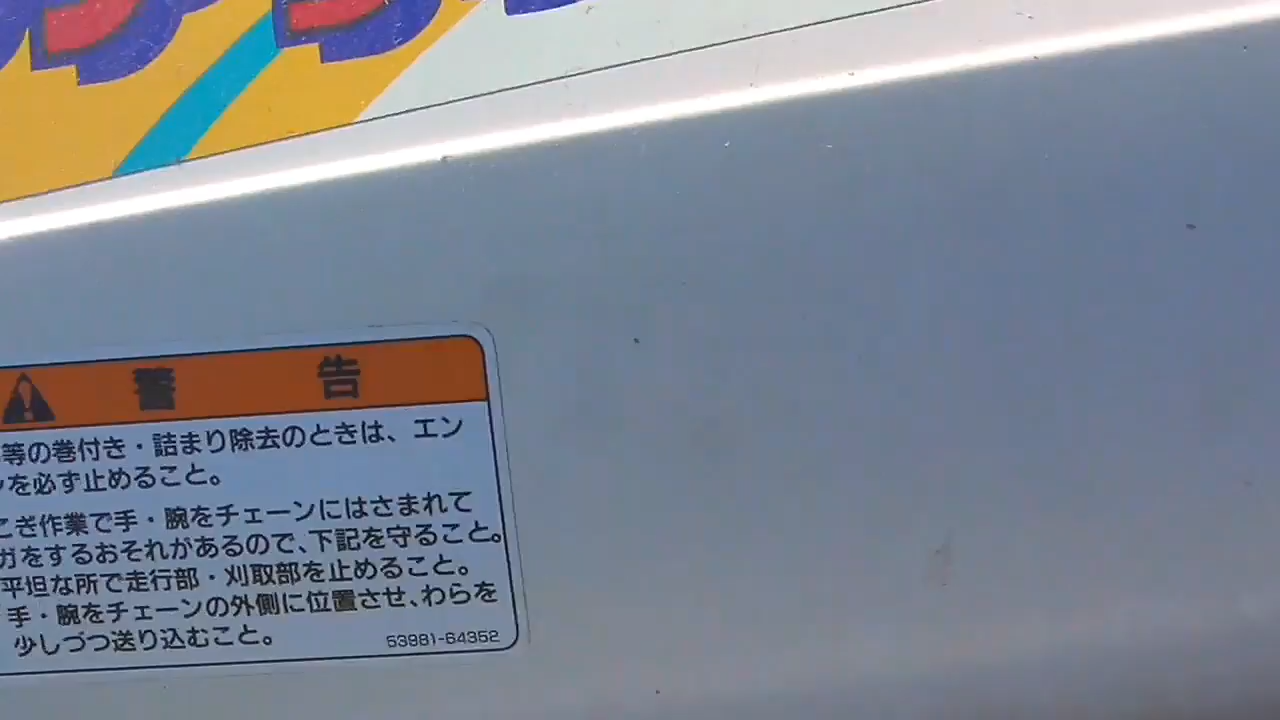 警 告
等の巻付き・詰まり除去のときは、エン
を必ず止めること。
こぎ作業で手・腕をチェーンにはさまれて
ガをするおそれがあるので、下記を守ること。
平坦な所で走行部・刈取部を止めること。
手・腕をチェーンの外側に位置させ、わらを
少しづつ送り込むこと。
53981-64352